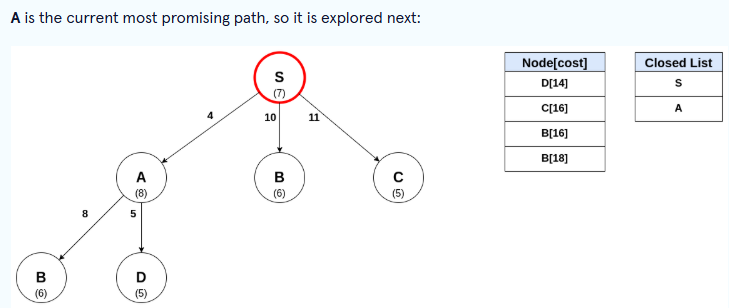 A is the current most promising path, so it is explored next:
S
(7)
4
10
11
A
(8)
B
(6)
C
(5)
8
5
B
(6)
D
(5)
Node[cost]
D[14]
C[16]
B[16]
B[18]
Closed List
S
A